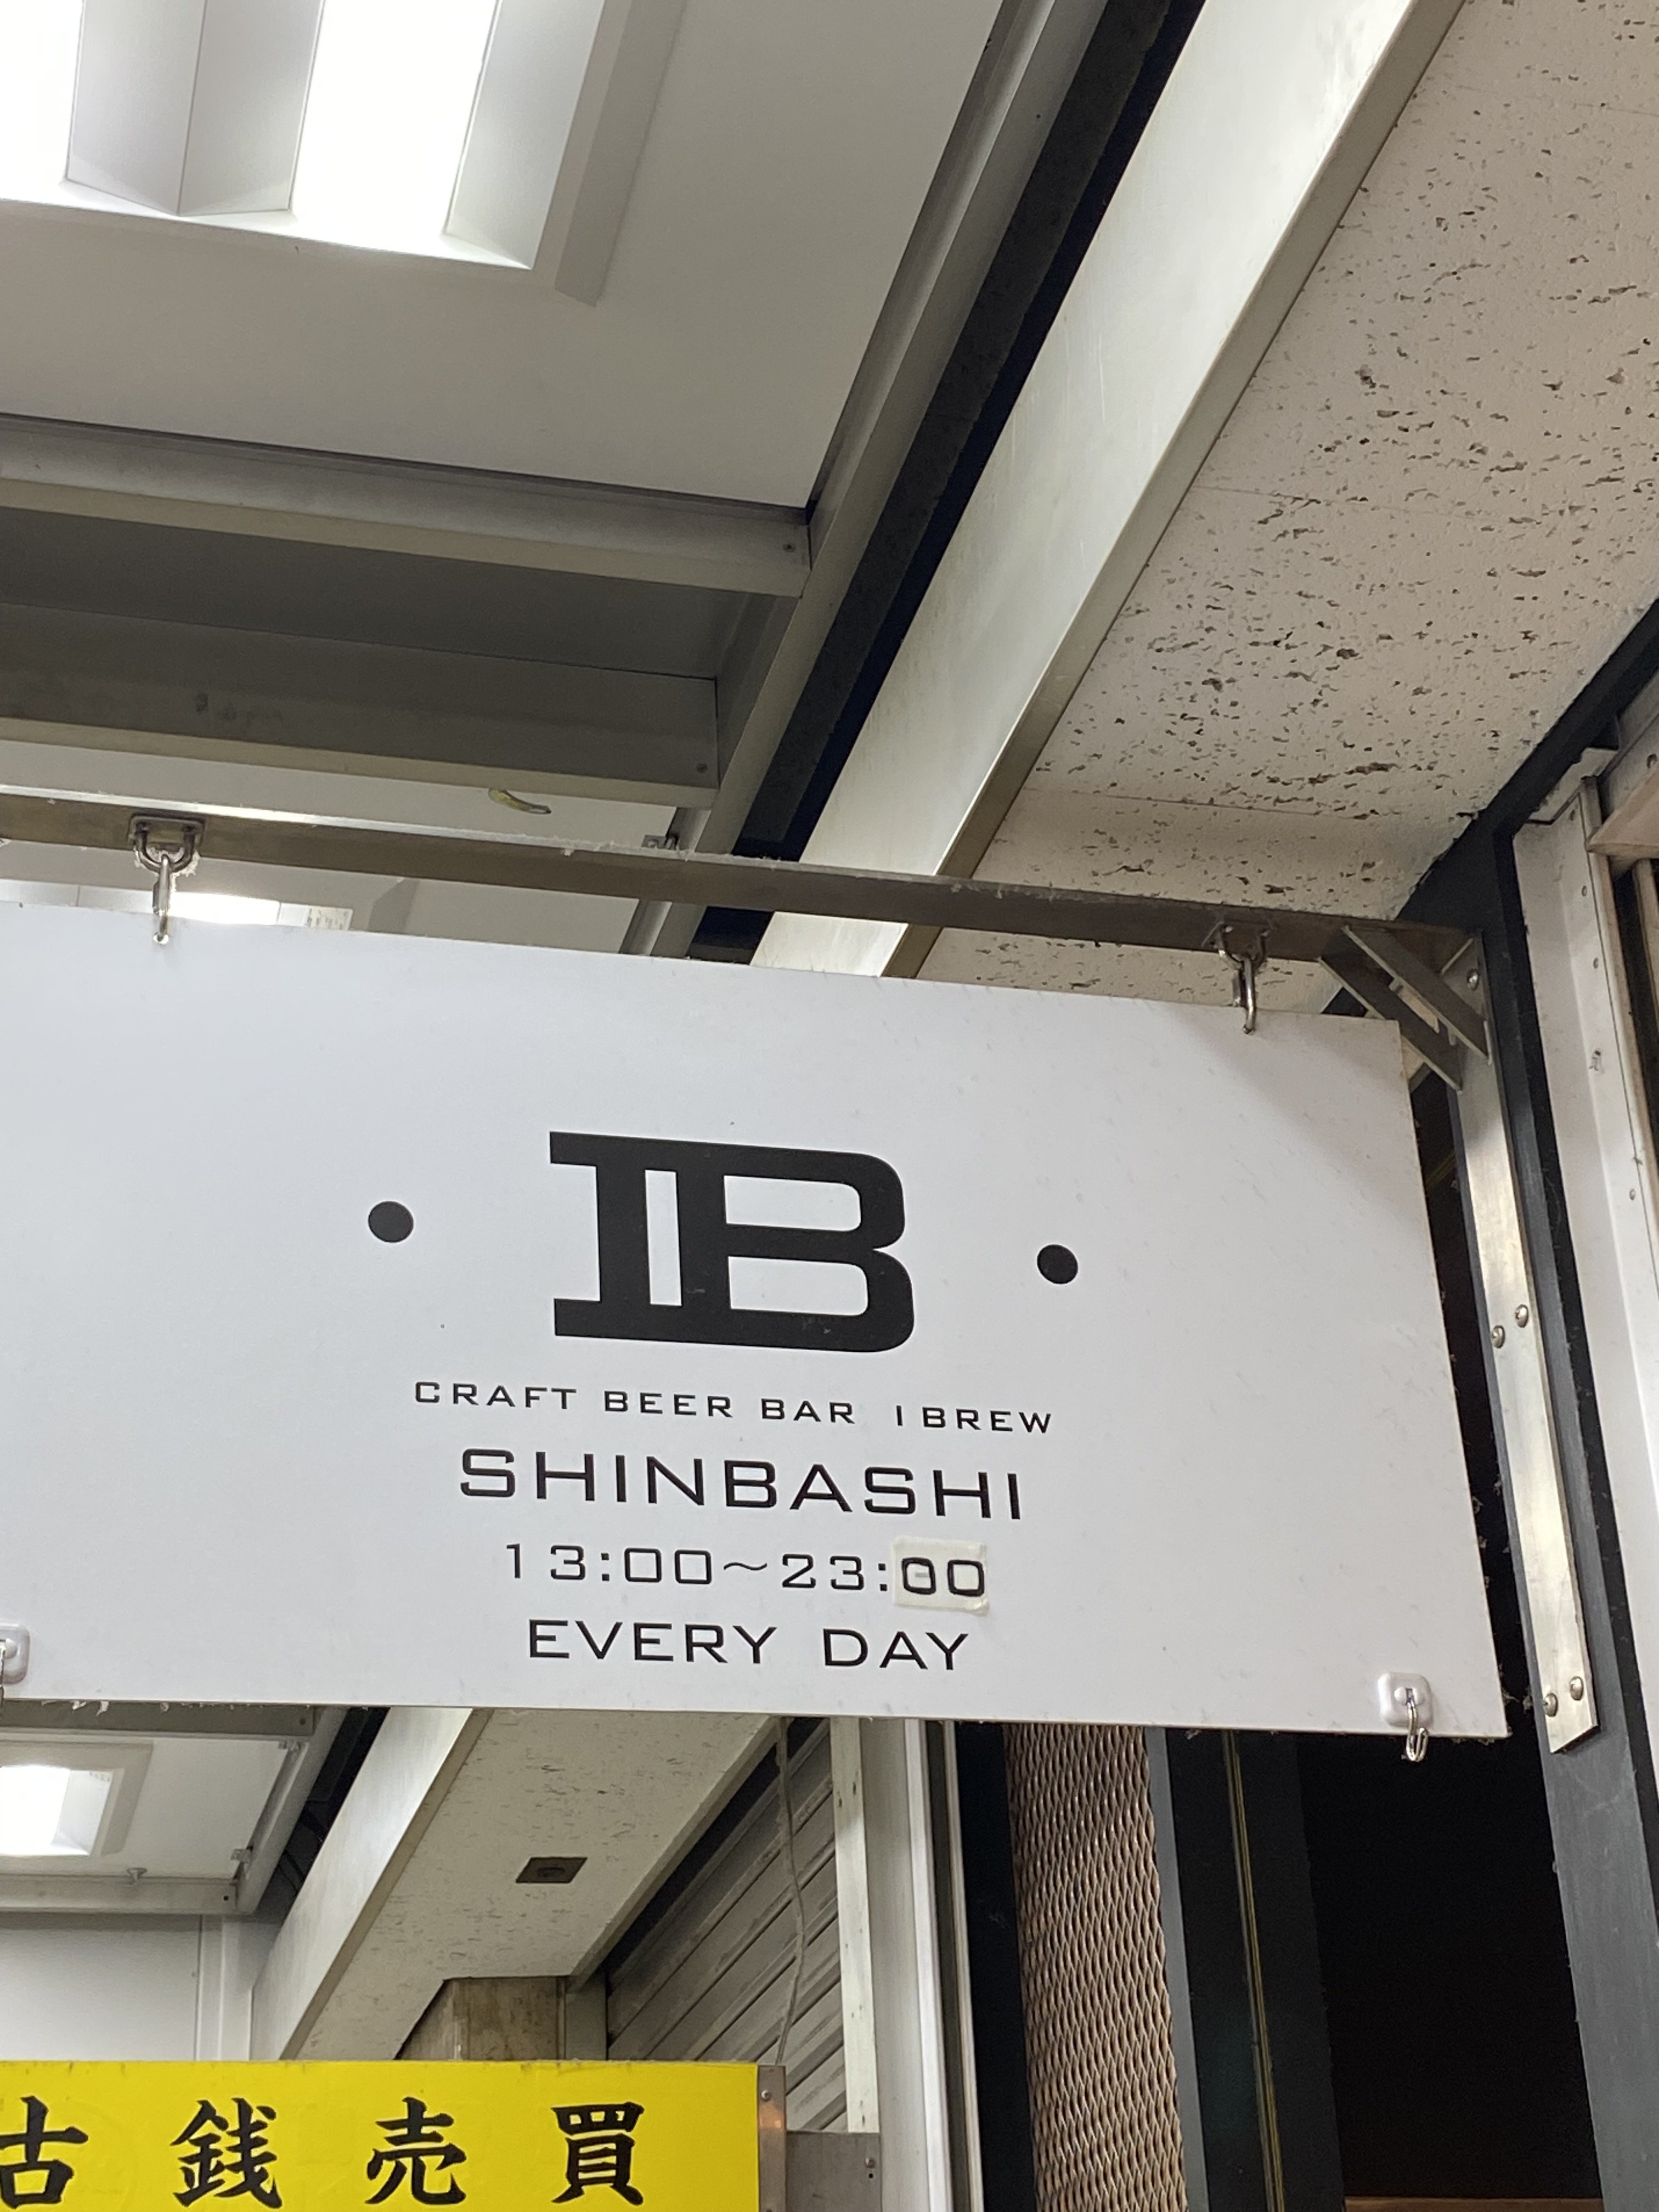 IB
CRAFT BEER BAR IBREW
SHINBASHI
13:00~23:00
EVERY DAY
古銭売買